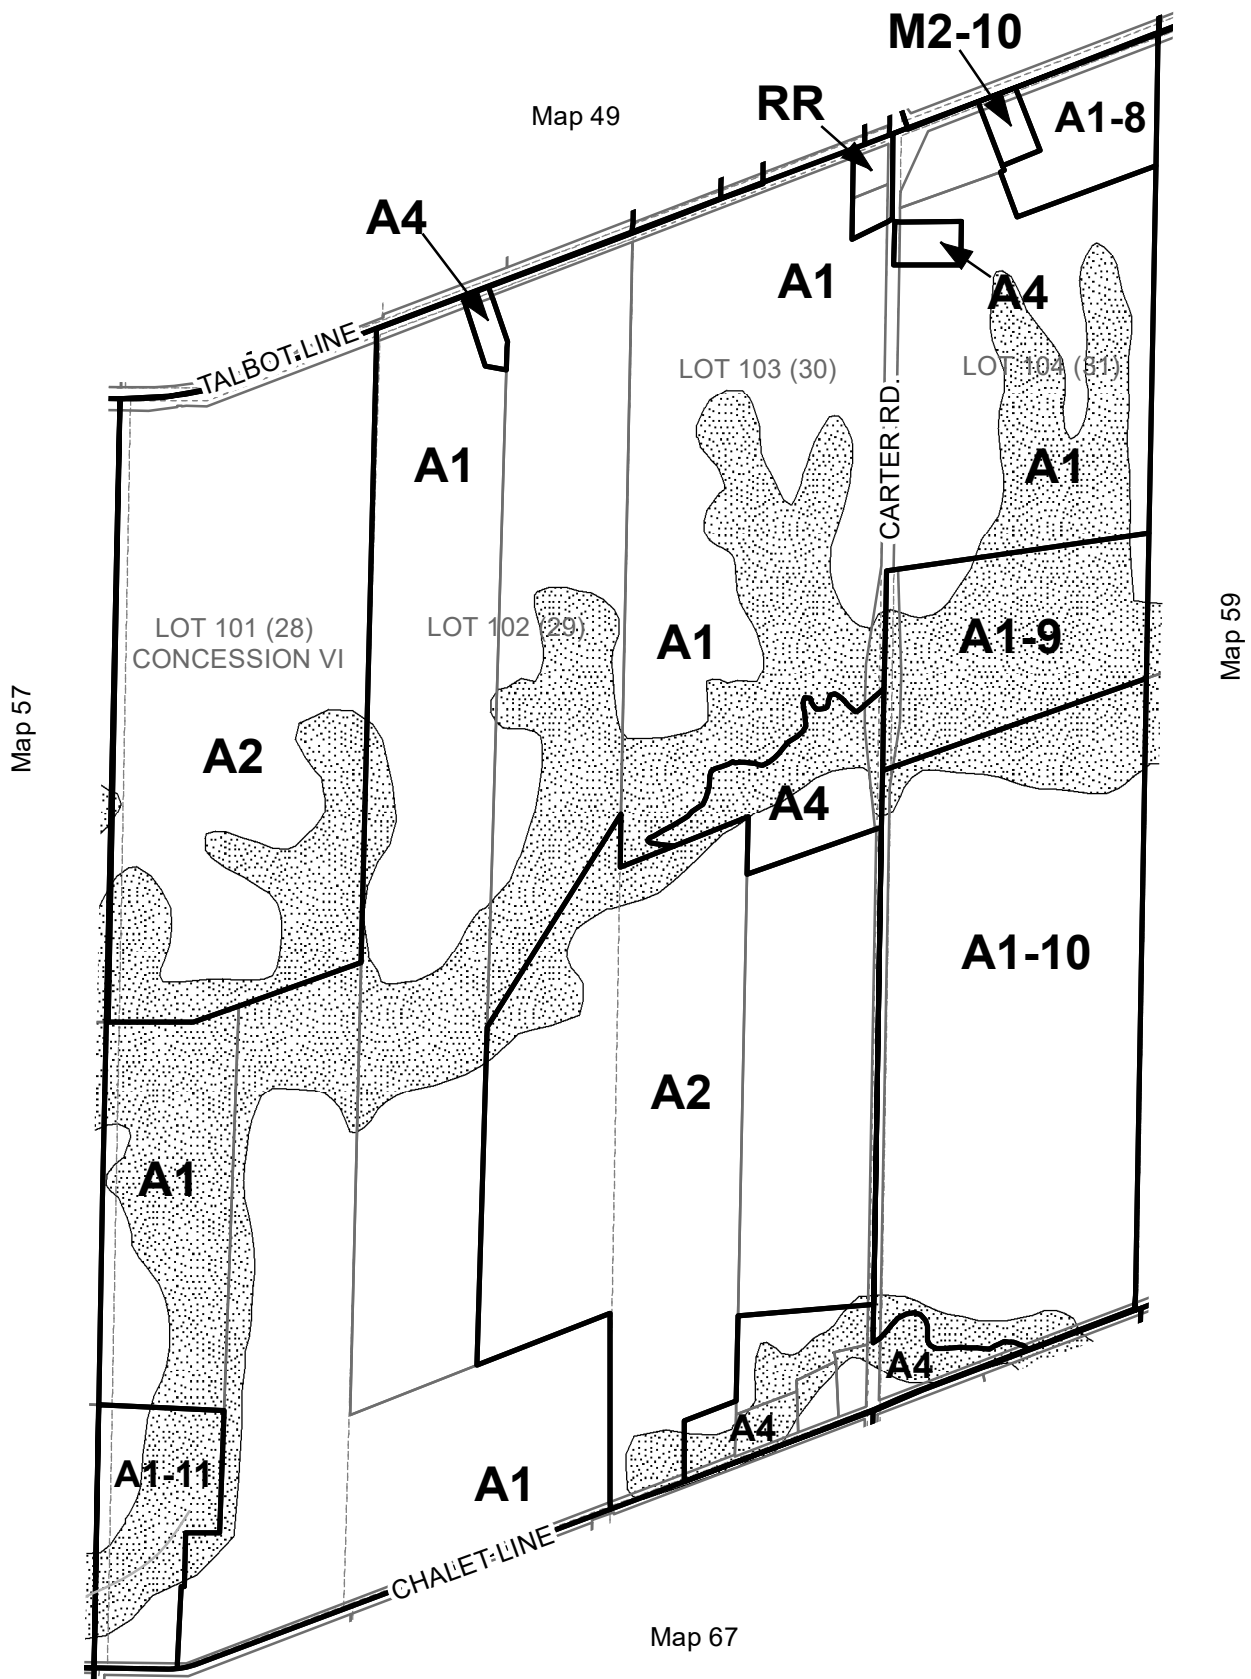 M2-10
RR
A1-8
Map 49
A4
A1
A4
TALBOT LINE
LOT 103 (30)
LOT 104 (31)
CARTER RD.
A1
A1
LOT 101 (28)
CONCESSION VI
LOT 102 (29)
A1
A1-9
Map 59
Map 57
A2
A4
A1-10
A2
A1
A4
A4
A1-11
A1
CHALET LINE
Map 67